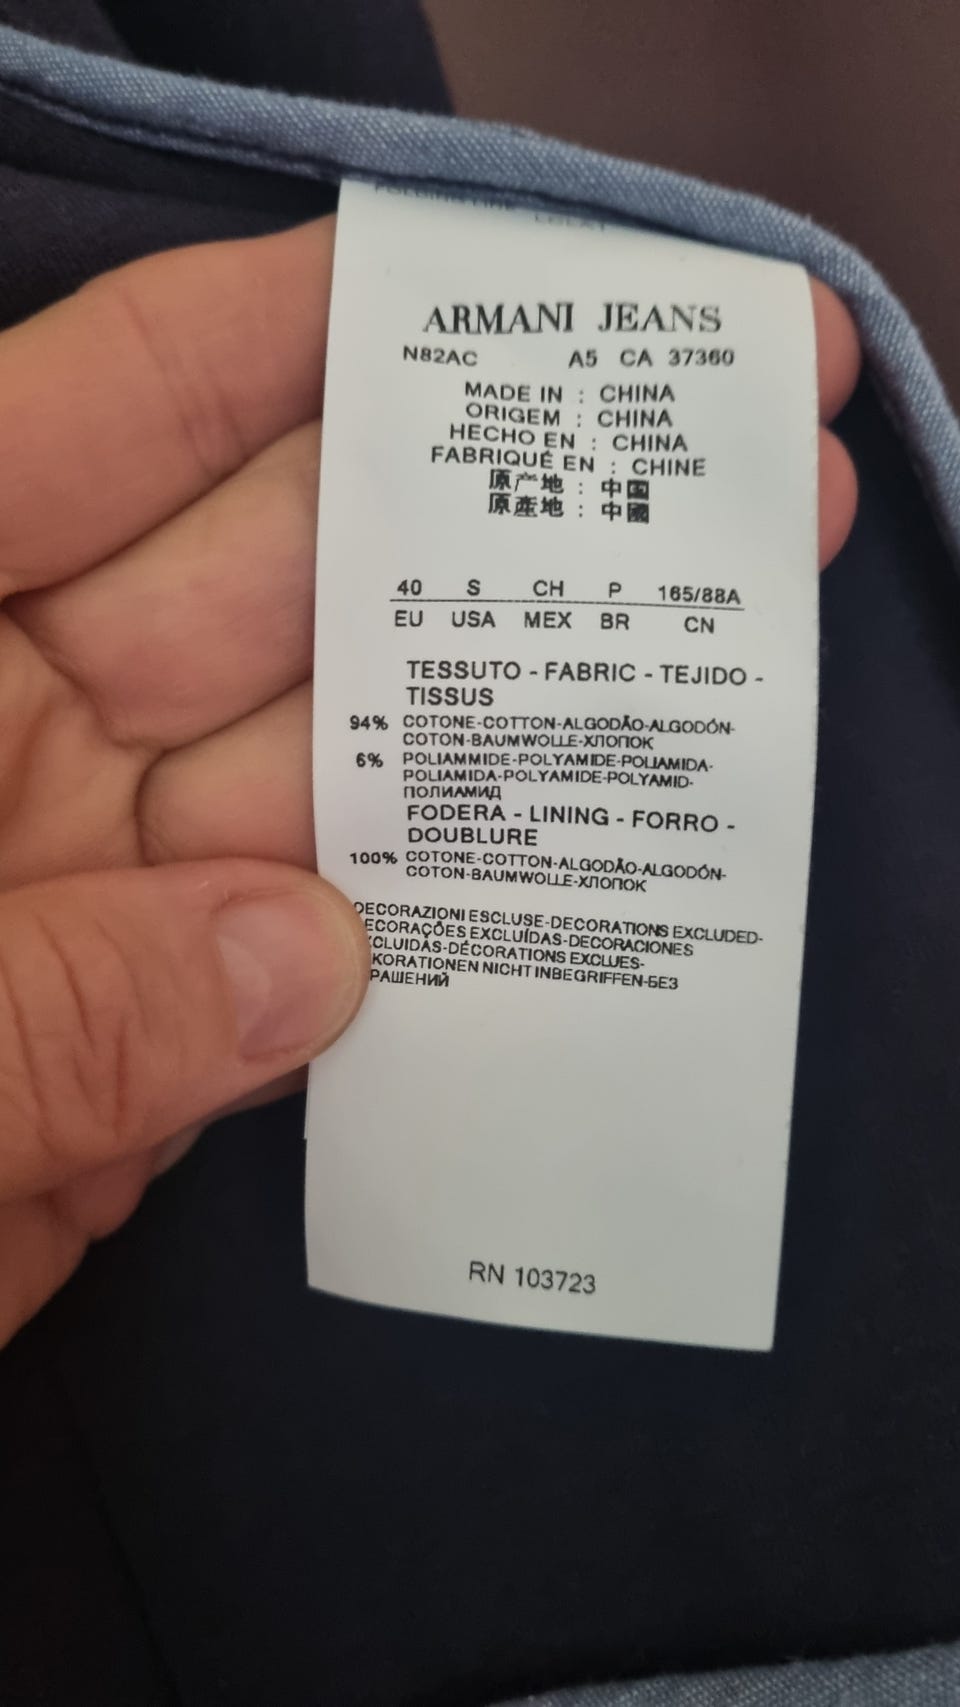 ARMANI JEANS
N82AC A5 CA 37360
MADE IN : CHINA
ORIGEM : CHINA
HECHO EN : CHINA
FABRIQUÉ EN : CHINE
原产地 : 中国
原產地 : 中國
40 S CH P 165/88A
EU USA MEX BR CN
TESSUTO - FABRIC - TEJIDO -
TISSUS
94% COTONE-COTTON-ALGODÃO-ALGODÓN-
COTON-BAUMWOLLE-ХЛОПОК
6% POLIAMMIDE-POLYAMIDE-POLIAMIDA-
POLIAMIDA-POLYAMIDE-POLYAMID-
ПОЛИАМИД
FODERA - LINING - FORRO -
DOUBLURE
100% COTONE-COTTON-ALGODÃO-ALGODÓN-
COTON-BAUMWOLLE-ХЛОПОК
DECORAZIONI ESCLUSE-DECORATIONS EXCLUDED-
ECORAÇÕES EXCLUÍDAS-DECORACIONES
CLUIDAS-DÉCORATIONS EXCLUES-
KORATIONEN NICHT INBEGRIFFEN-БЕЗ
РАШЕНИЙ
RN 103723